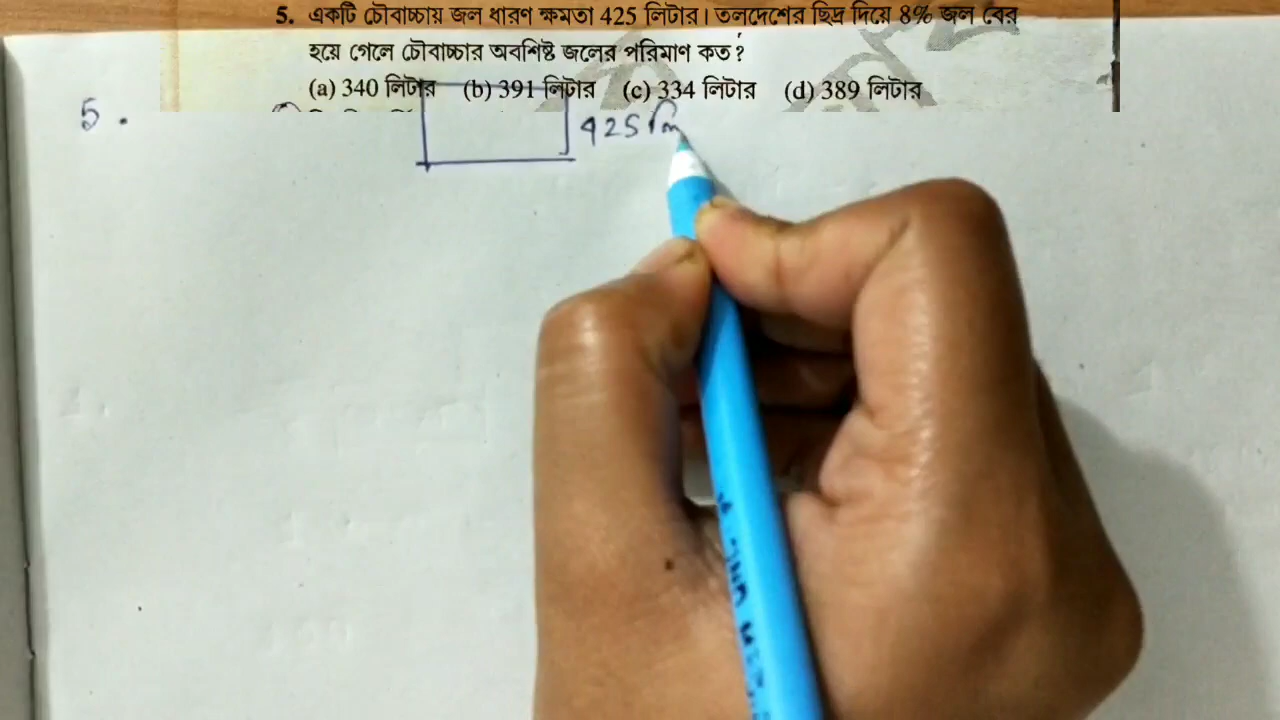 5. একটি চৌবাচ্চায় জল ধারণ ক্ষমতা 425 লিটার। তলদেশের ছিদ্র দিয়ে 8% জল বের
হয়ে গেলে চৌবাচ্চার অবশিষ্ট জলের পরিমাণ কত?
(a) 340 লিটার (b) 391 লিটার (c) 334 লিটার (d) 389 লিটার
5. 425 লি